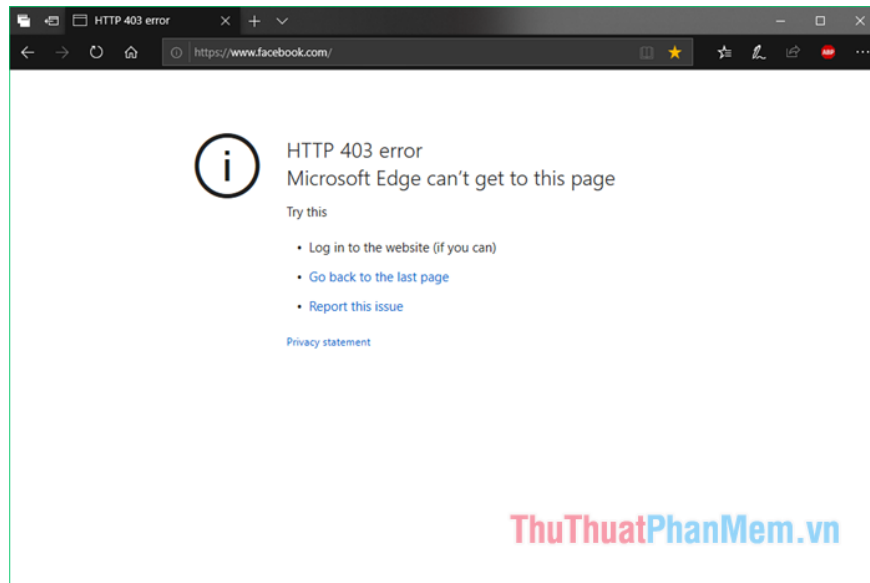 HTTP 403 error
https://www.facebook.com/
ABP
HTTP 403 error
Microsoft Edge can't get to this page
Try this
• Log in to the website (if you can)
• Go back to the last page
• Report this issue
Privacy statement
ThuThuatPhanMem.vn